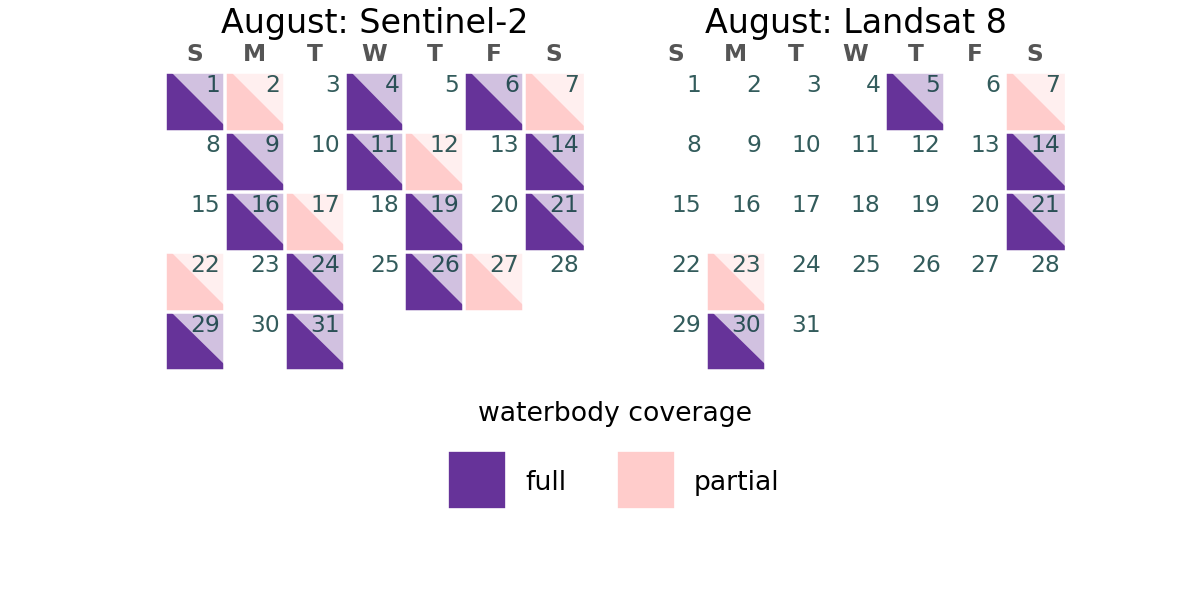 August: Sentinel-2
S M T W T F S
1 2 3 4 5 6 7
8 9 10 11 12 13 14
15 16 17 18 19 20 21
22 23 24 25 26 27 28
29 30 31
August: Landsat 8
S M T W T F S
1 2 3 4 5 6 7
8 9 10 11 12 13 14
15 16 17 18 19 20 21
22 23 24 25 26 27 28
29 30 31
waterbody coverage
full
partial